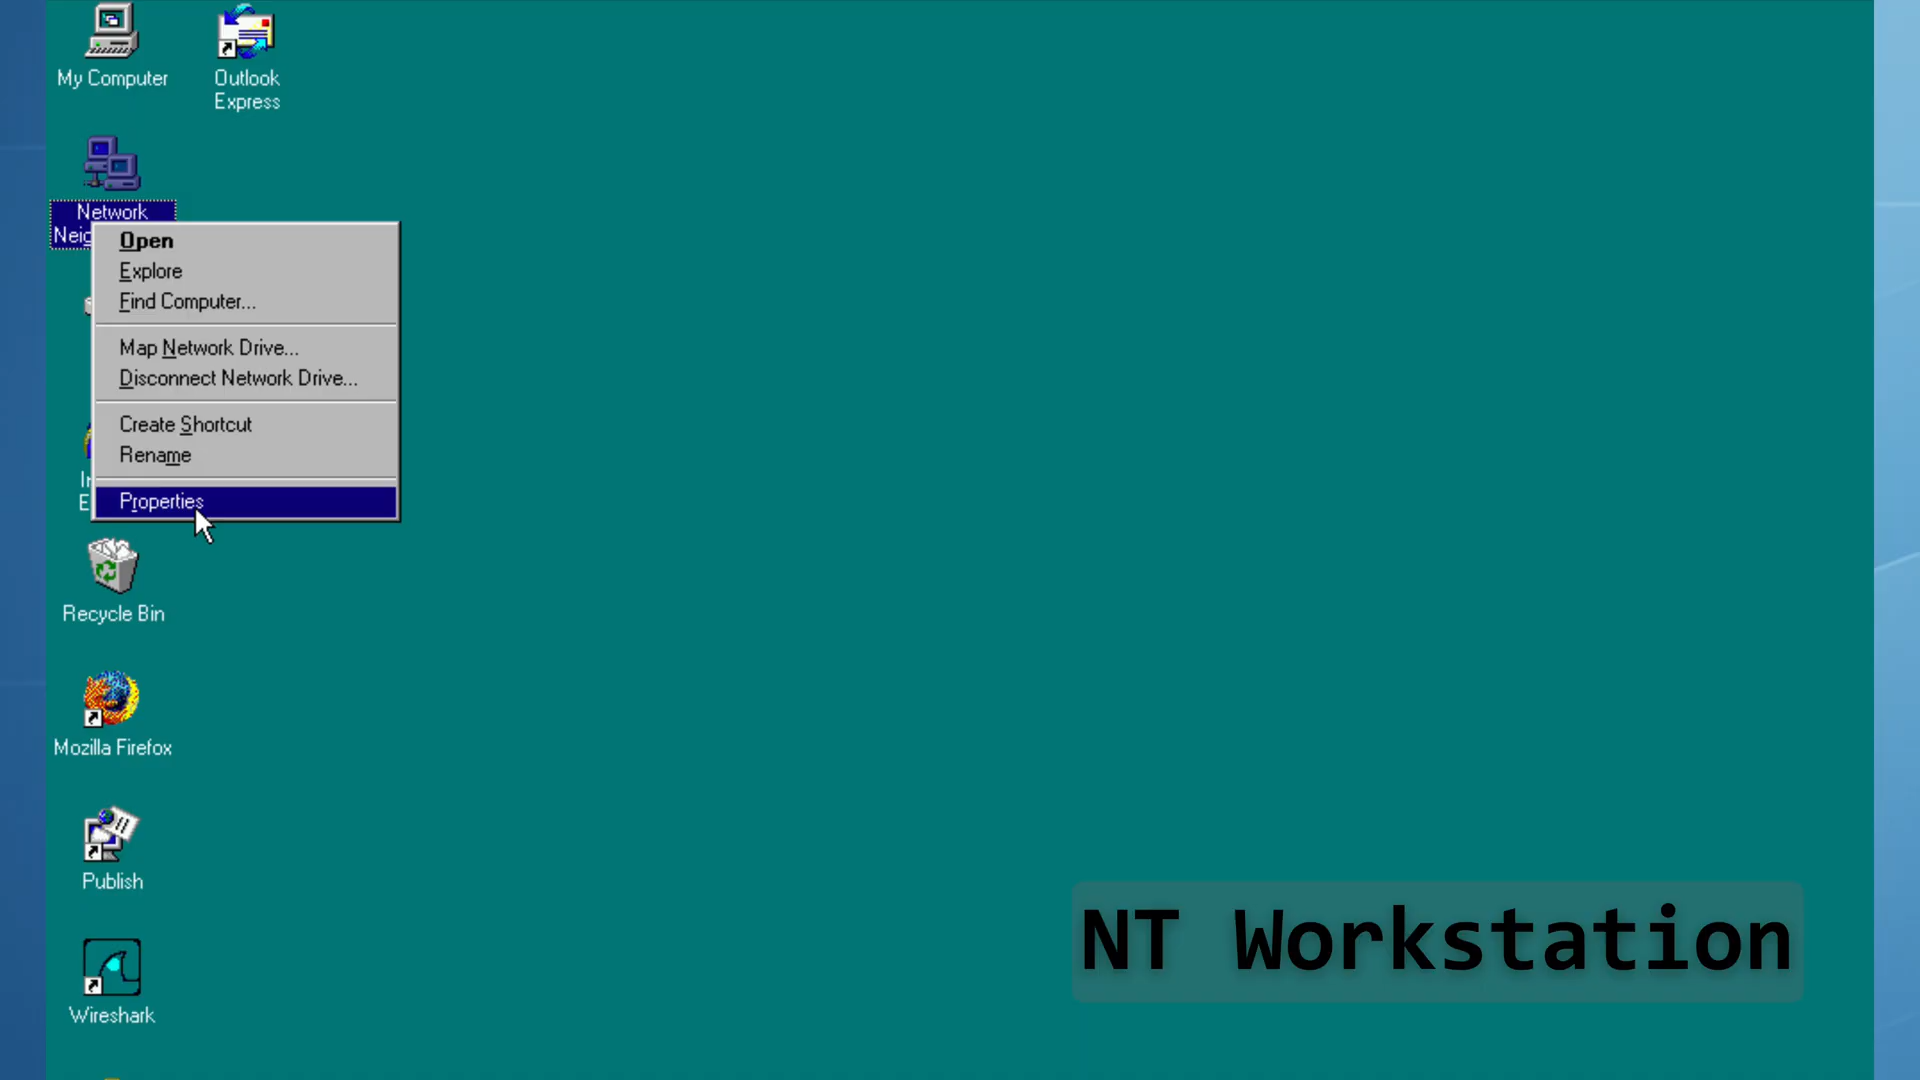 My Computer
Outlook
Express
Network
Neig
Open
Explore
Find Computer...
Map Network Drive...
Disconnect Network Drive...
Create Shortcut
Rename
Properties
Recycle Bin
Mozilla Firefox
Publish
Wireshark
NT Workstation